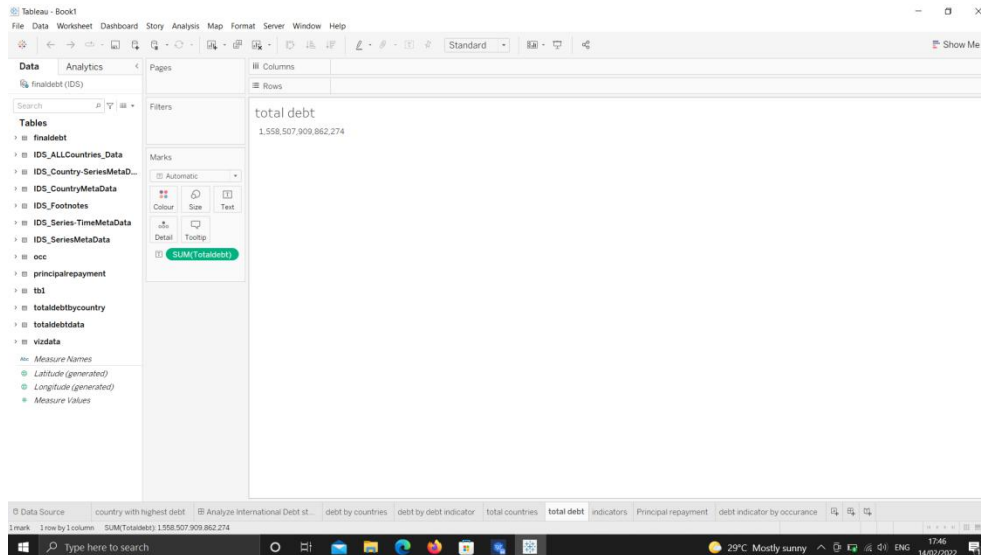 Tableau - Book1
File Data Worksheet Dashboard Story Analysis Map Format Server Window Help
Standard
Show Me
Data Analytics
Pages
Columns
finaldebt (IDS)
Rows
Search
Filters
total debt
Tables
1,558,507,909,862,274
finaldebt
IDS_ALLCountries_Data
Marks
IDS_Country-SeriesMetaD...
Automatic
IDS_CountryMetaData
IDS_Footnotes
Colour Size Text
IDS_Series-TimeMetaData
IDS_SeriesMetaData
Detail Tooltip
occ
SUM(Totaldebt)
principalrepayment
tb1
totaldebtbycountry
totaldebtdata
vizdata
Abc Measure Names
Latitude (generated)
Longitude (generated)
Measure Values
Data Source country with highest debt Analyze International Debt st... debt by countries debt by debt indicator total countries total debt indicators Principal repayment debt indicator by occurance
1 mark 1 row by 1 column SUM(Totaldebt): 1,558,507,909,862,274
Type here to search
29°C Mostly sunny
ENG
17:46
14/02/2022